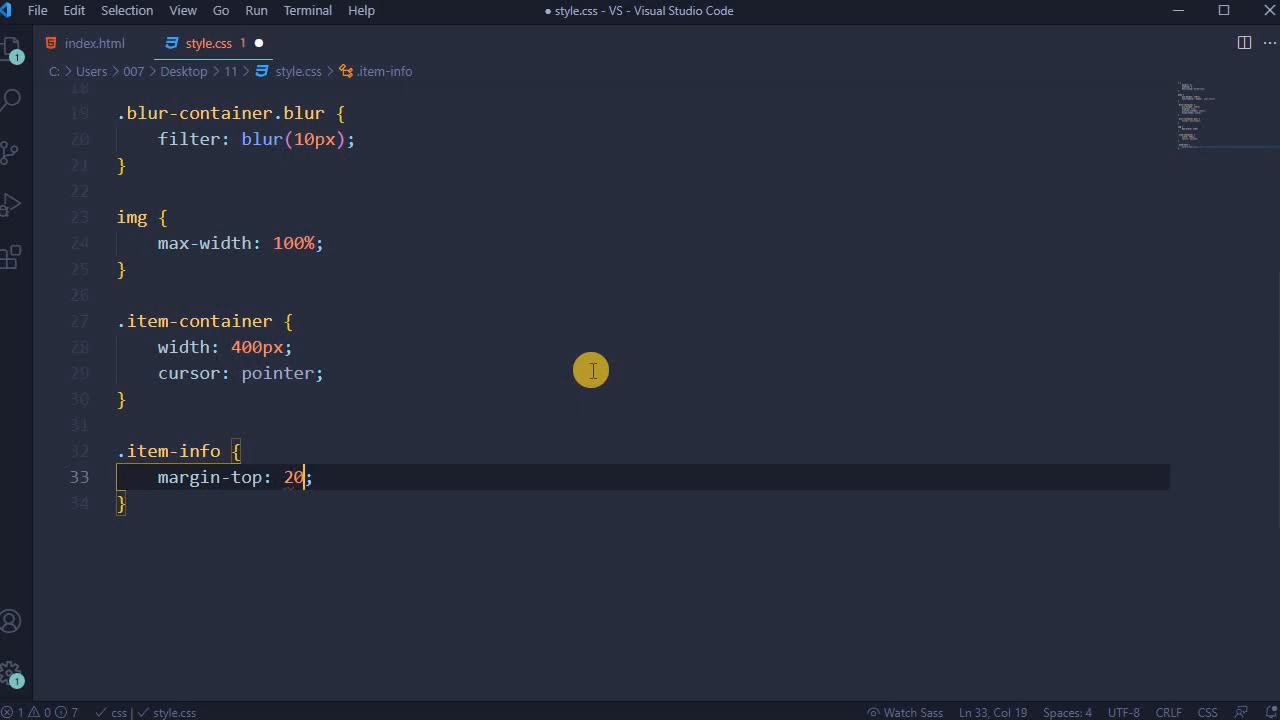 File Edit Selection View Go Run Terminal Help
● style.css - VS - Visual Studio Code
index.html
style.css 1
C: > Users > 007 > Desktop > 11 > style.css > .item-info
1
18
19 .blur-container.blur {
20 filter: blur(10px);
21 }
22
23 img {
24 max-width: 100%;
25 }
26
27 .item-container {
28 width: 400px;
29 cursor: pointer;
30 }
31
32 .item-info {
33 margin-top: 20;
34 }
1
1 0 7 ✓ css | ✓ style.css
Watch Sass Ln 33, Col 19 Spaces: 4 UTF-8 CRLF CSS